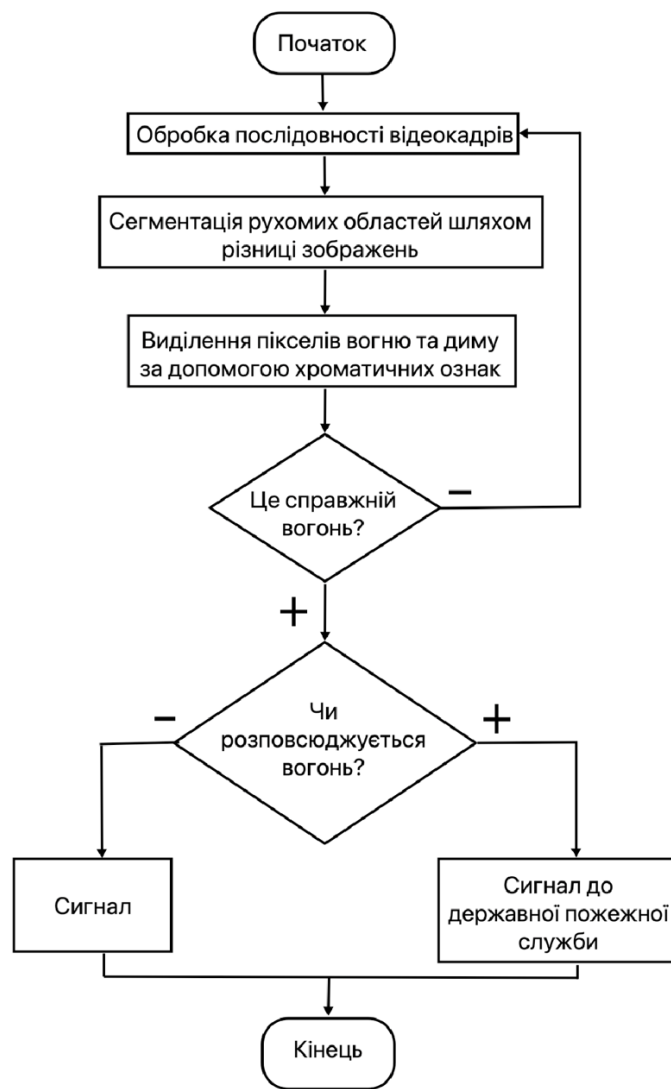 Початок
Обробка послідовності відеокадрів
Сегментація рухомих областей шляхом
різниці зображень
Виділення пікселів вогню та диму
за допомогою хроматичних ознак
Це справжній
вогонь?
−
+
Чи
розповсюджується
вогонь?
−
+
Сигнал
Сигнал до
державної пожежної
служби
Кінець